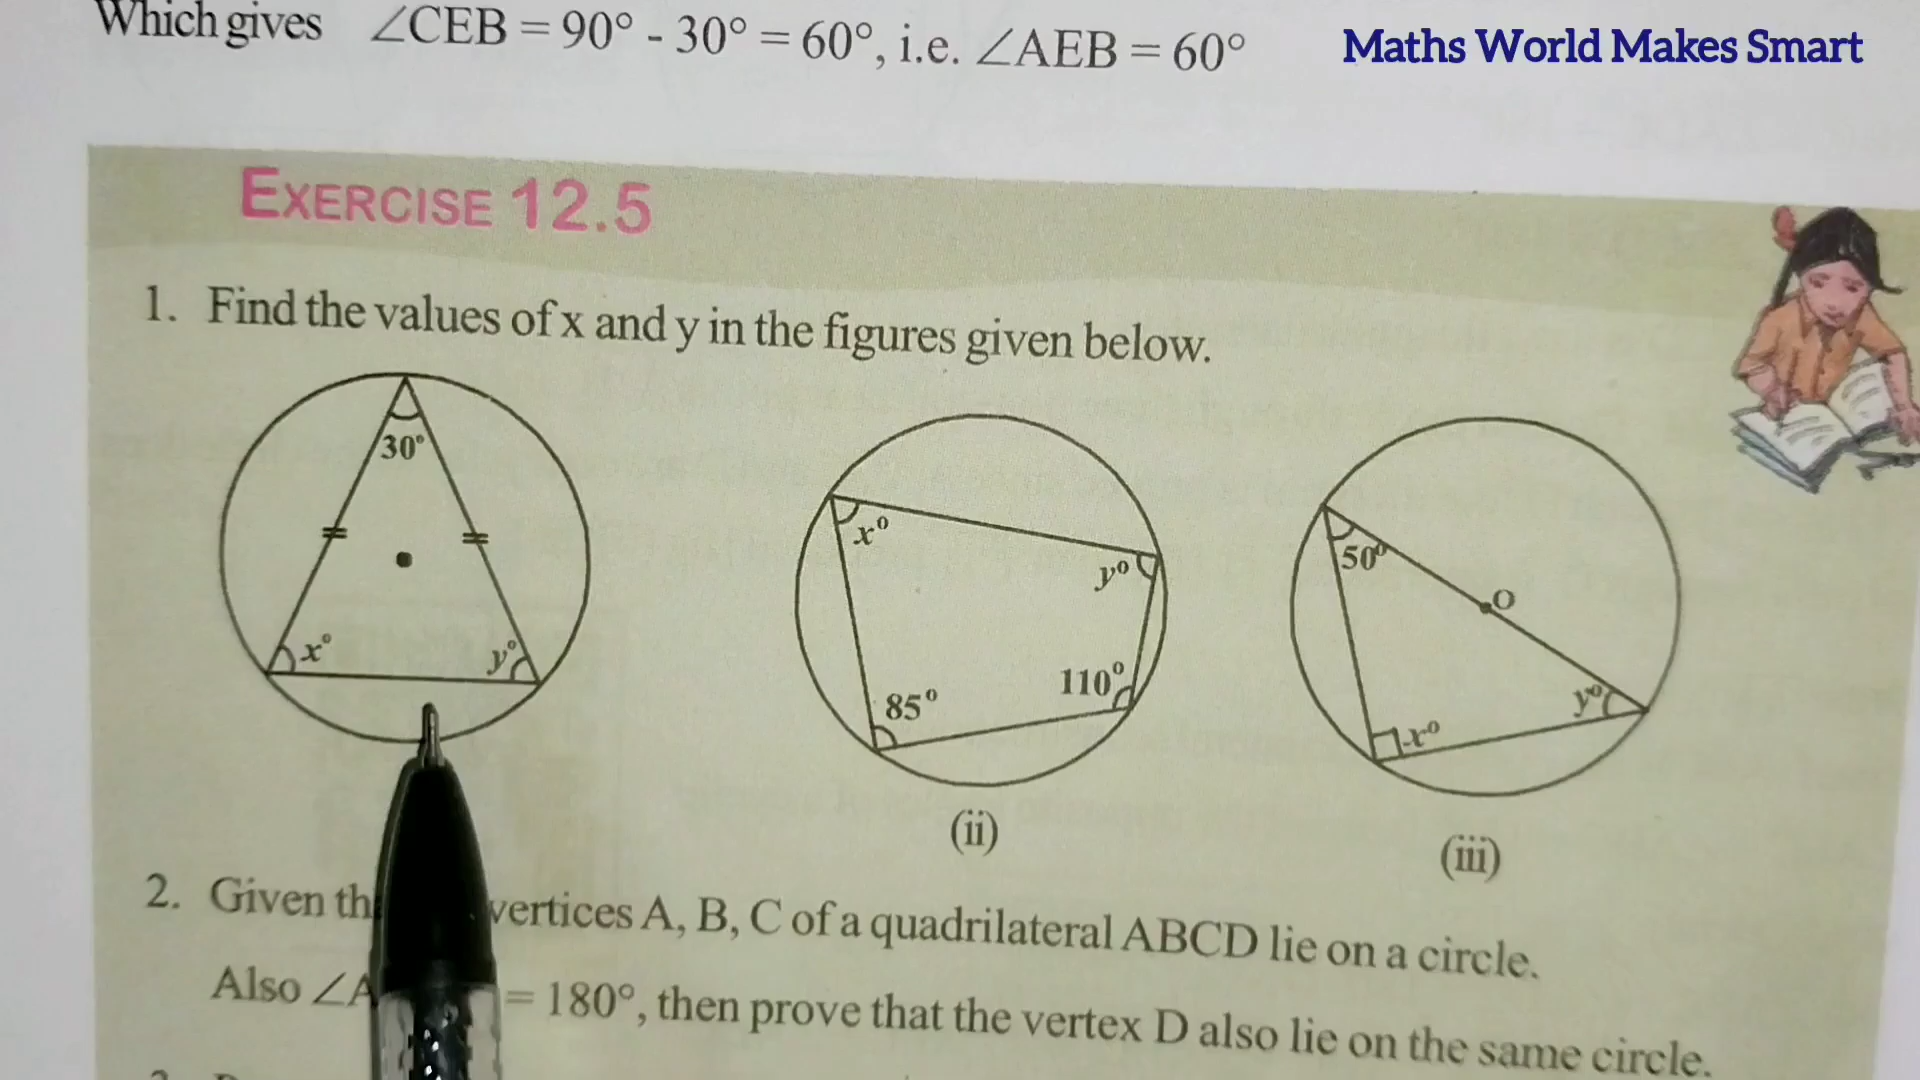 Which gives ∠CEB = 90° - 30° = 60°, i.e. ∠AEB = 60°
Maths World Makes Smart
EXERCISE 12.5
1. Find the values of x and y in the figures given below.
30°
x°
y°
x°
y°
85°
110°
(ii)
50°
O
x°
y°
(iii)
2. Given vertices A, B, C of a quadrilateral ABCD lie on a circle.
Also ∠A = 180°, then prove that the vertex D also lie on the same circle.